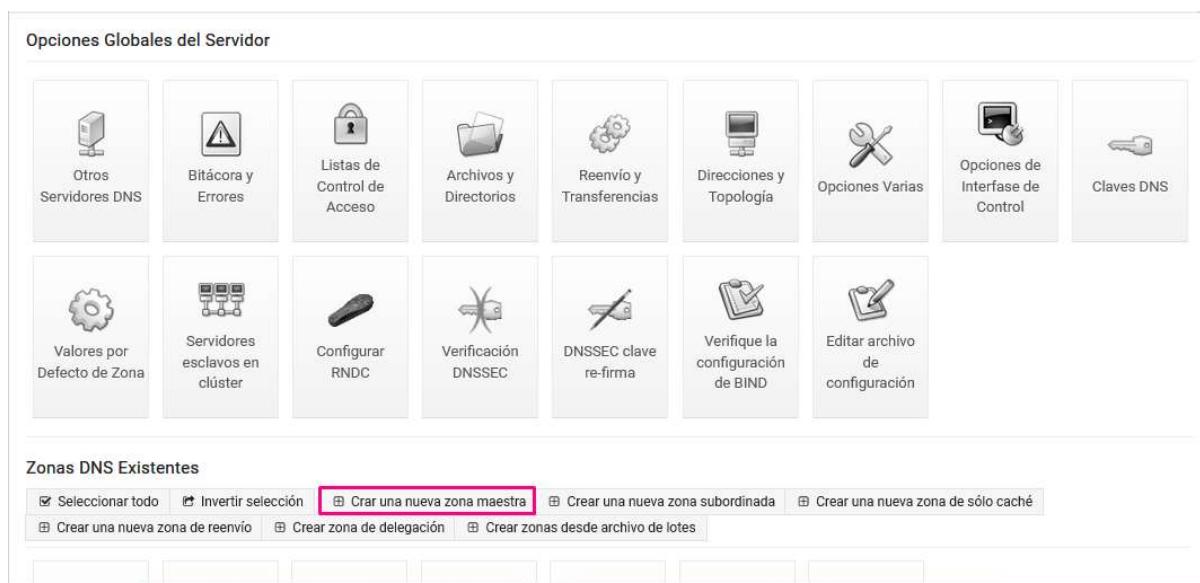 Opciones Globales del Servidor
Otros
Servidores DNS
Bitácora y
Errores
Listas de
Control de
Acceso
Archivos y
Directorios
Reenvío y
Transferencias
Direcciones y
Topología
Opciones Varias
Opciones de
Interfase de
Control
Claves DNS
Valores por
Defecto de Zona
Servidores
esclavos en
clúster
Configurar
RNDC
Verificación
DNSSEC
DNSSEC clave
re-firma
Verifique la
configuración
de BIND
Editar archivo
de
configuración
Zonas DNS Existentes
Seleccionar todo
Invertir selección
Crar una nueva zona maestra
Crear una nueva zona subordinada
Crear una nueva zona de sólo caché
Crear una nueva zona de reenvío
Crear zona de delegación
Crear zonas desde archivo de lotes